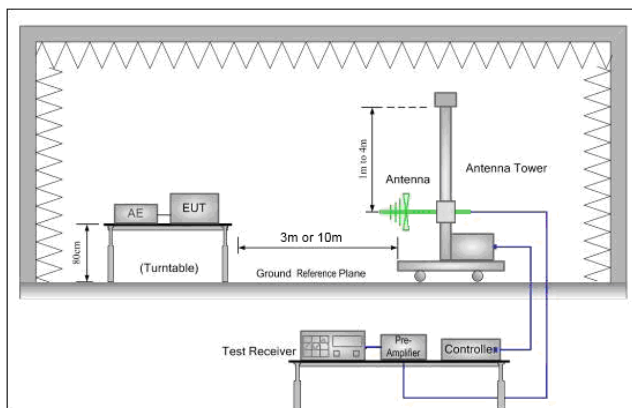 1m to 4m
Antenna
Antenna Tower
AE
EUT
80cm
(Turntable)
3m or 10m
Ground Reference Plane
Test Receiver
Pre-
Amplifier
Controller